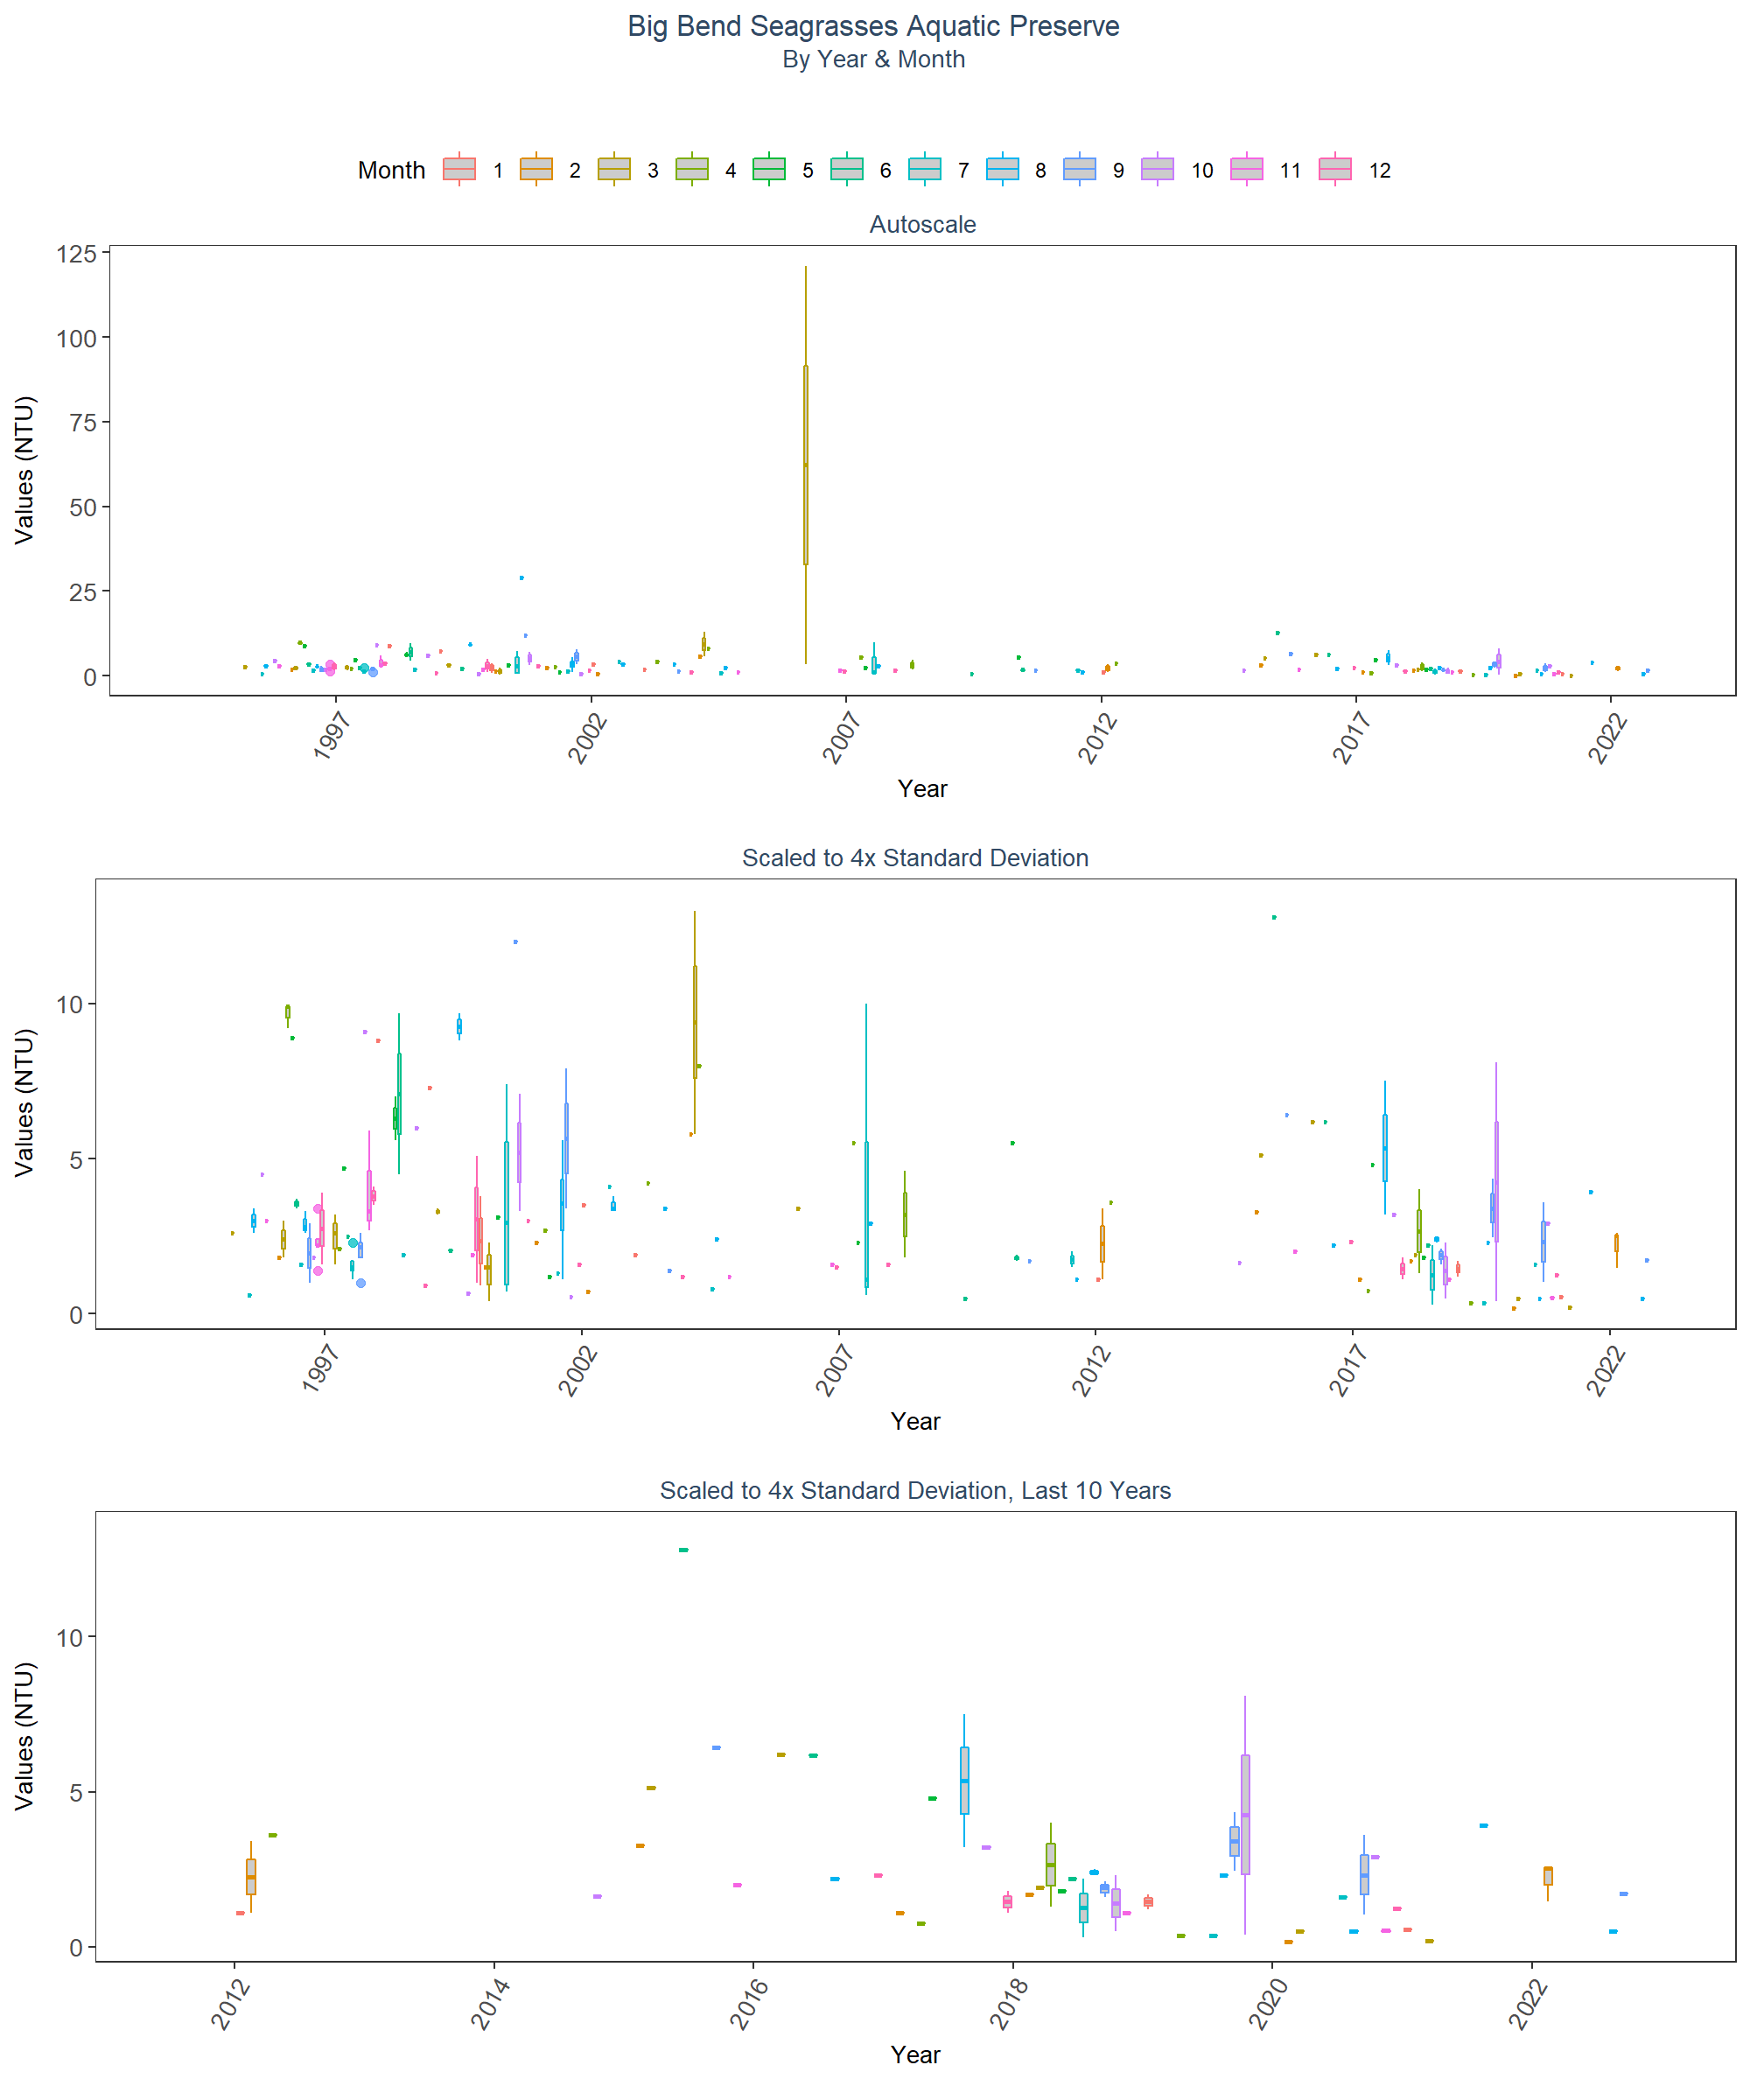 Big Bend Seagrasses Aquatic Preserve
By Year & Month
Month 1 2 3 4 5 6 7 8 9 10 11 12
Autoscale
Values (NTU)
125
100
75
50
25
0
1997 2002 2007 2012 2017 2022
Year
Scaled to 4x Standard Deviation
Values (NTU)
10
5
0
1997 2002 2007 2012 2017 2022
Year
Scaled to 4x Standard Deviation, Last 10 Years
Values (NTU)
10
5
0
2012 2014 2016 2018 2020 2022
Year